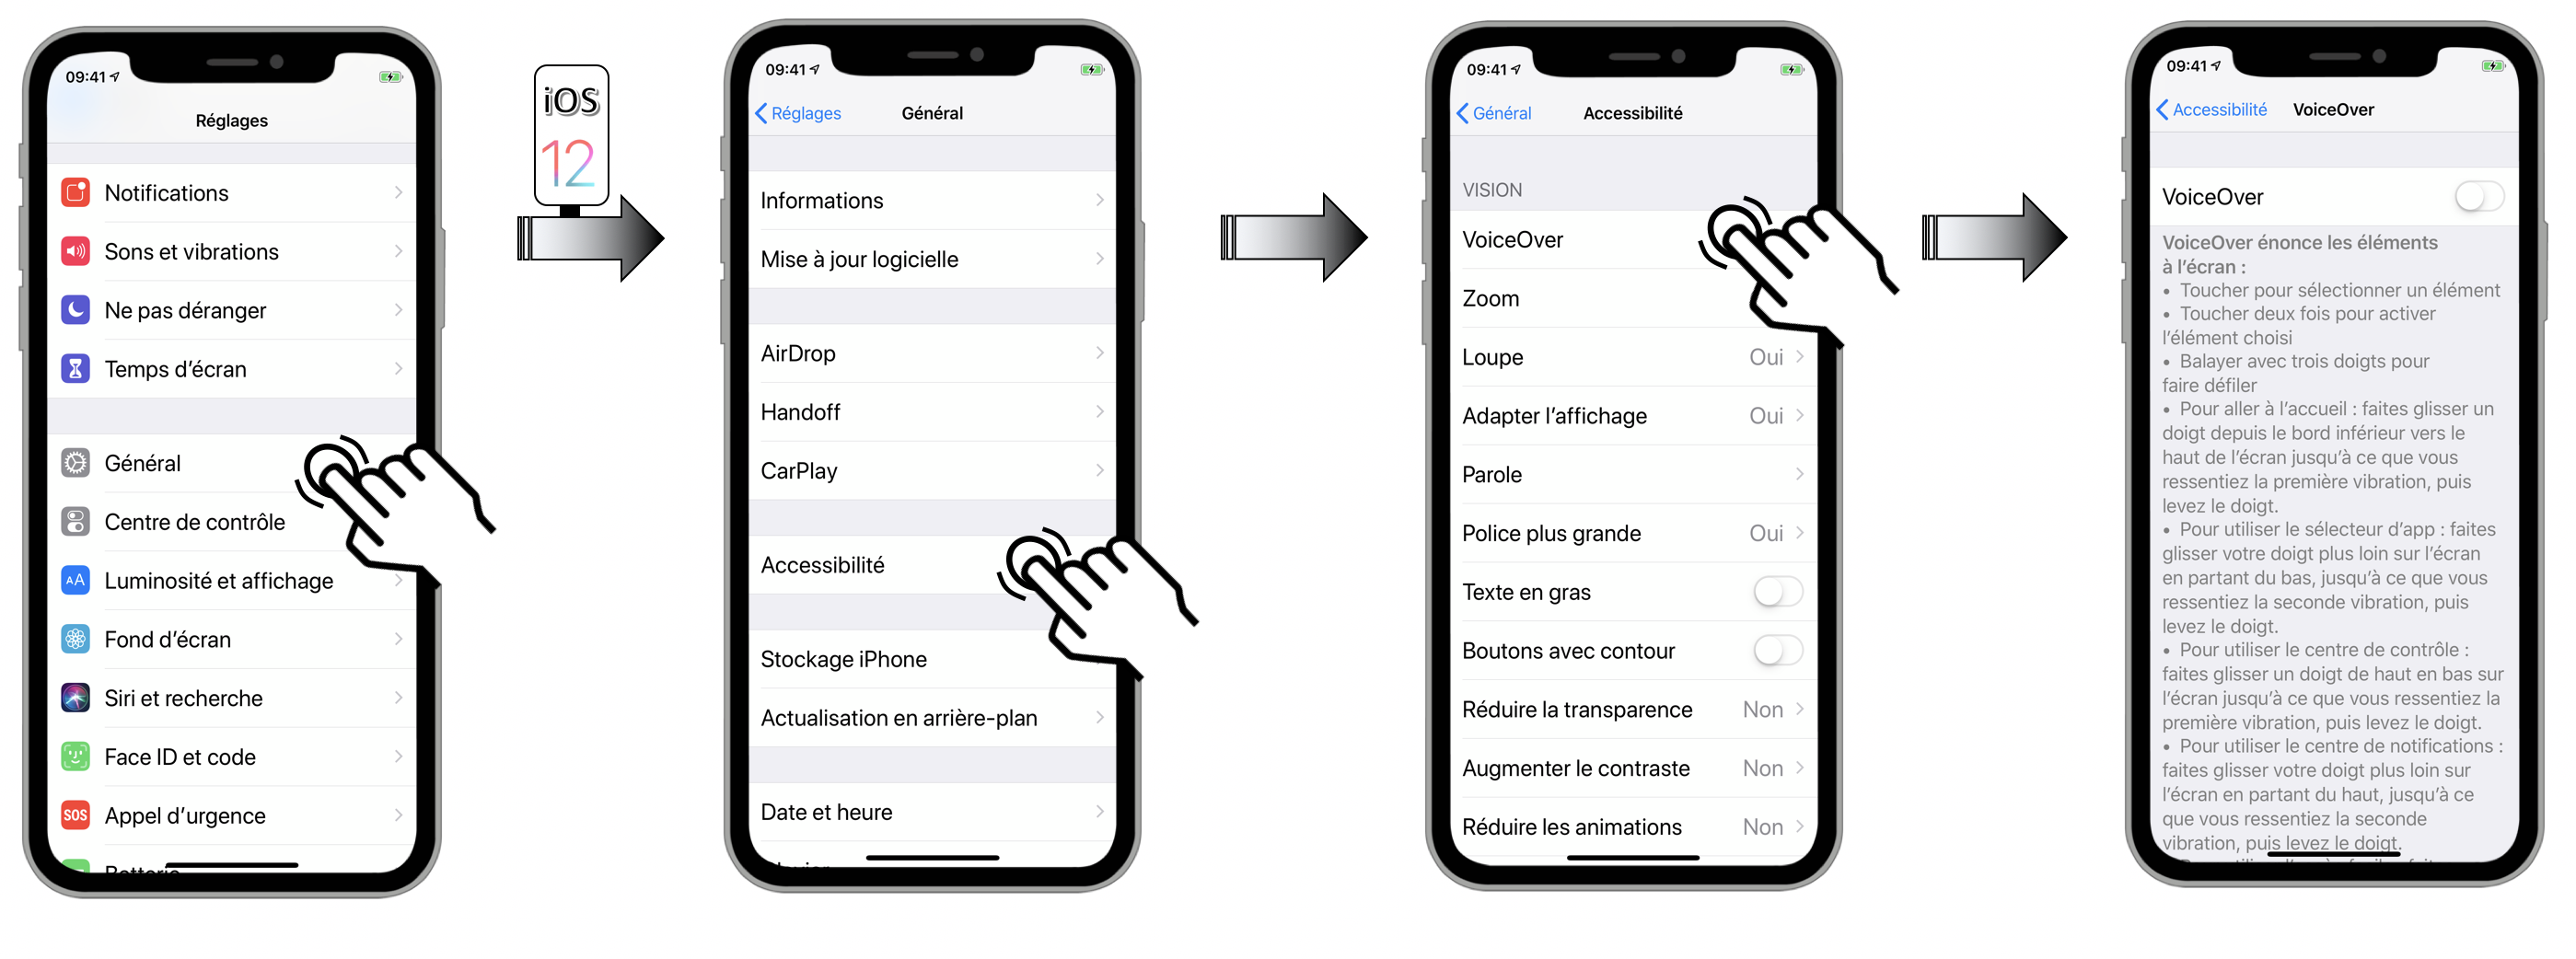 09:41
Réglages
Notifications
Sons et vibrations
Ne pas déranger
Temps d’écran
Général
Centre de contrôle
AA Luminosité et affichage
Fond d’écran
Siri et recherche
Face ID et code
SOS Appel d’urgence
Batterie
iOS
12
09:41
Réglages Général
Informations
Mise à jour logicielle
AirDrop
Handoff
CarPlay
Accessibilité
Stockage iPhone
Actualisation en arrière-plan
Date et heure
09:41
Général Accessibilité
VISION
VoiceOver
Zoom
Loupe Oui
Adapter l’affichage Oui
Parole
Police plus grande Oui
Texte en gras
Boutons avec contour
Réduire la transparence Non
Augmenter le contraste Non
Réduire les animations Non
09:41
Accessibilité VoiceOver
VoiceOver
VoiceOver énonce les éléments
à l’écran :
• Toucher pour sélectionner un élément
• Toucher deux fois pour activer
l’élément choisi
• Balayer avec trois doigts pour
faire défiler
• Pour aller à l’accueil : faites glisser un
doigt depuis le bord inférieur vers le
haut de l’écran jusqu’à ce que vous
ressentiez la première vibration, puis
levez le doigt.
• Pour utiliser le sélecteur d’app : faites
glisser votre doigt plus loin sur l’écran
en partant du bas, jusqu’à ce que vous
ressentiez la seconde vibration, puis
levez le doigt.
• Pour utiliser le centre de contrôle :
faites glisser un doigt de haut en bas sur
l’écran jusqu’à ce que vous ressentiez la
première vibration, puis levez le doigt.
• Pour utiliser le centre de notifications :
faites glisser votre doigt plus loin sur
l’écran en partant du haut, jusqu’à ce
que vous ressentiez la seconde
vibration, puis levez le doigt.